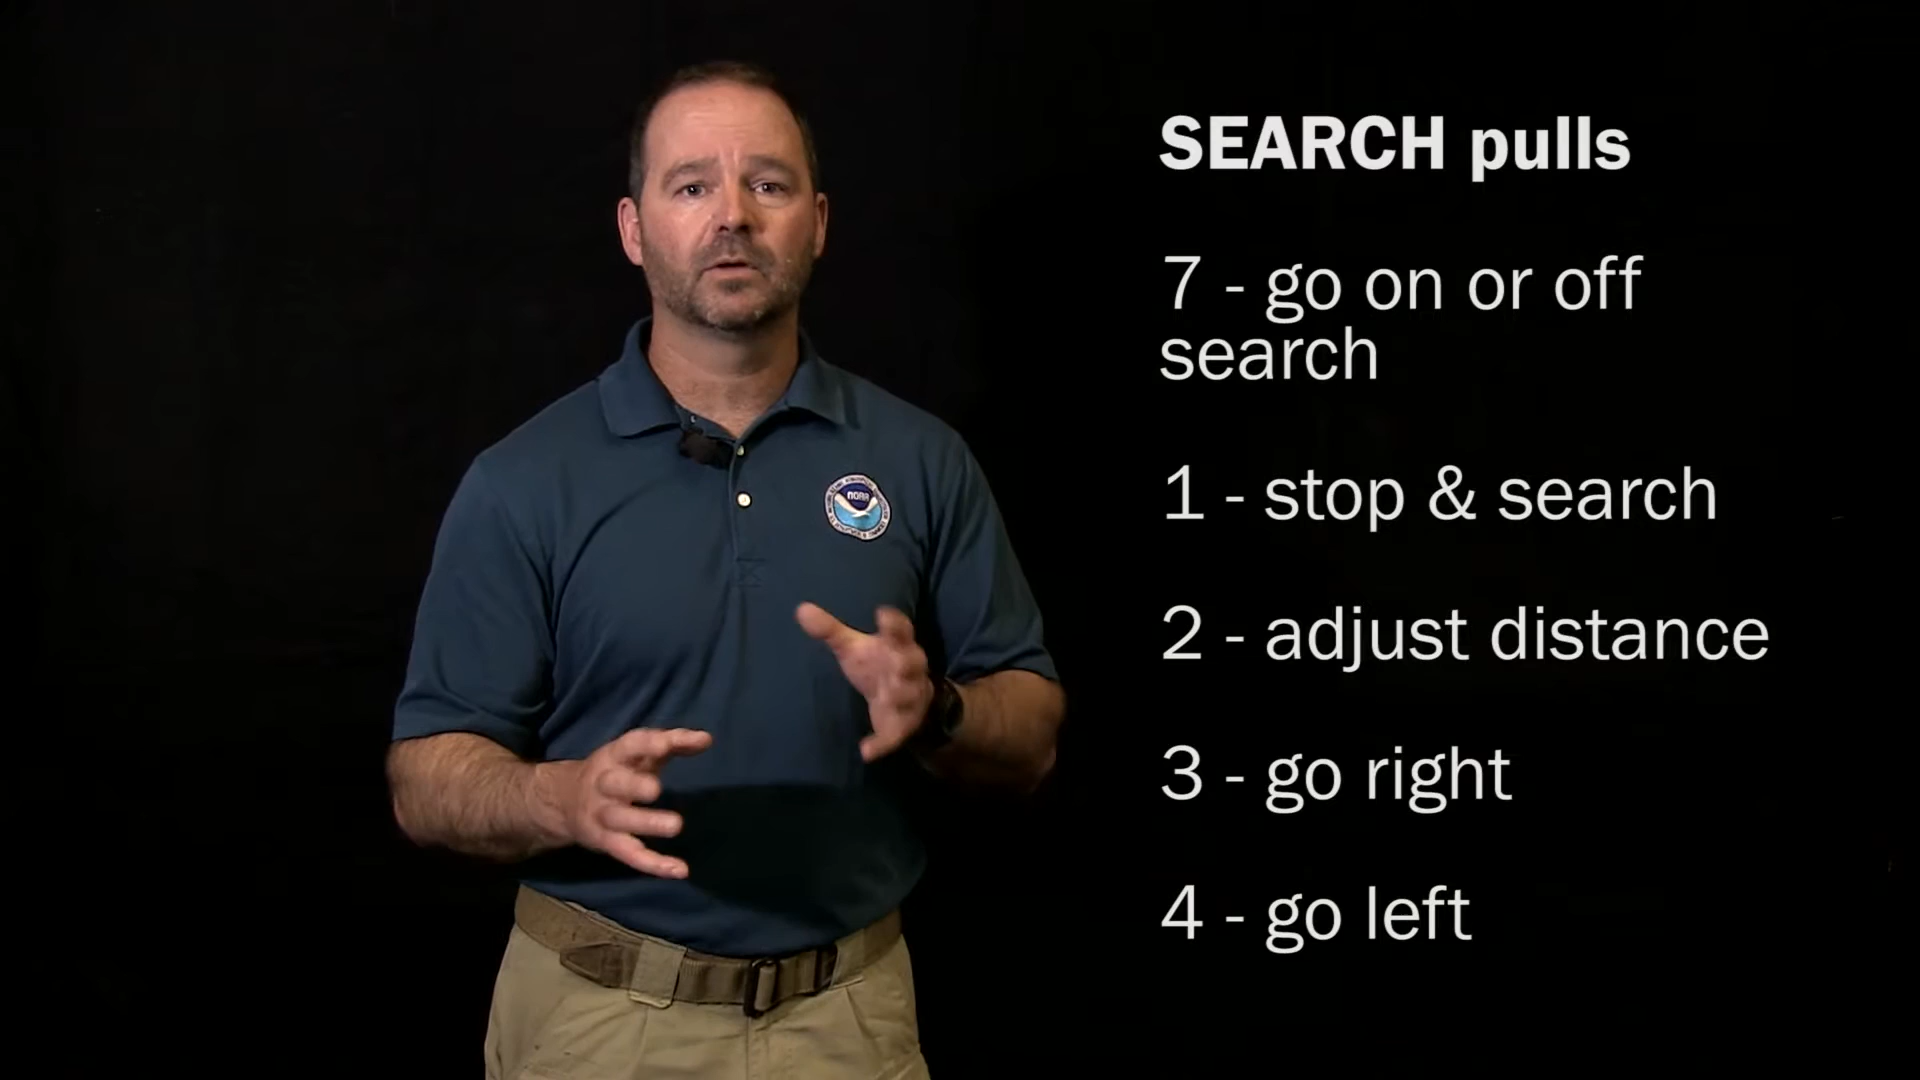 SEARCH pulls
7 - go on or off
search
1 - stop & search
2 - adjust distance
3 - go right
4 - go left
NOAA